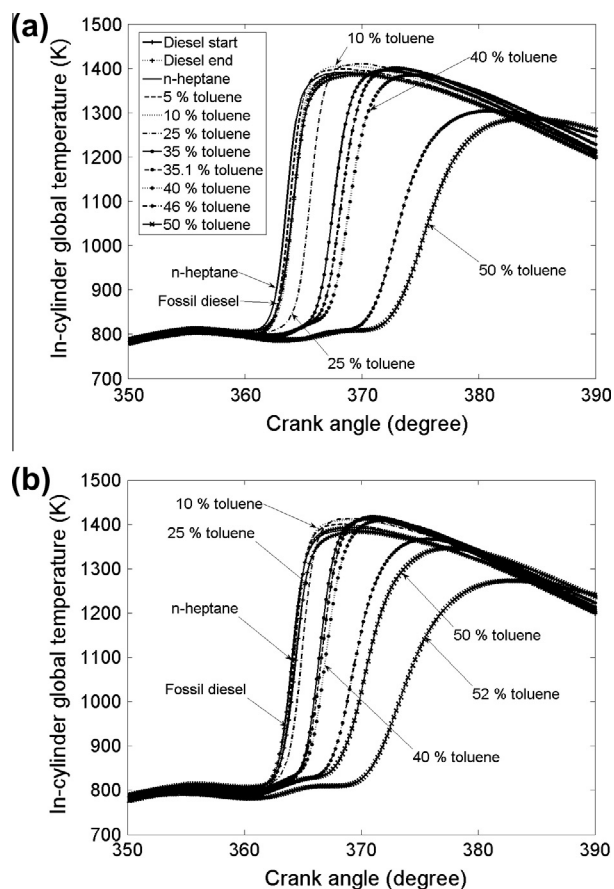 (a)
In-cylinder global temperature (K)
1500
1400
1300
1200
1100
1000
900
800
700
Diesel start
Diesel end
n-heptane
5 % toluene
10 % toluene
25 % toluene
35 % toluene
35.1 % toluene
40 % toluene
46 % toluene
50 % toluene
10 % toluene
40 % toluene
n-heptane
Fossil diesel
50 % toluene
25 % toluene
350
360
370
380
390
Crank angle (degree)
(b)
In-cylinder global temperature (K)
1500
1400
1300
1200
1100
1000
900
800
700
10 % toluene
25 % toluene
n-heptane
50 % toluene
Fossil diesel
52 % toluene
40 % toluene
350
360
370
380
390
Crank angle (degree)